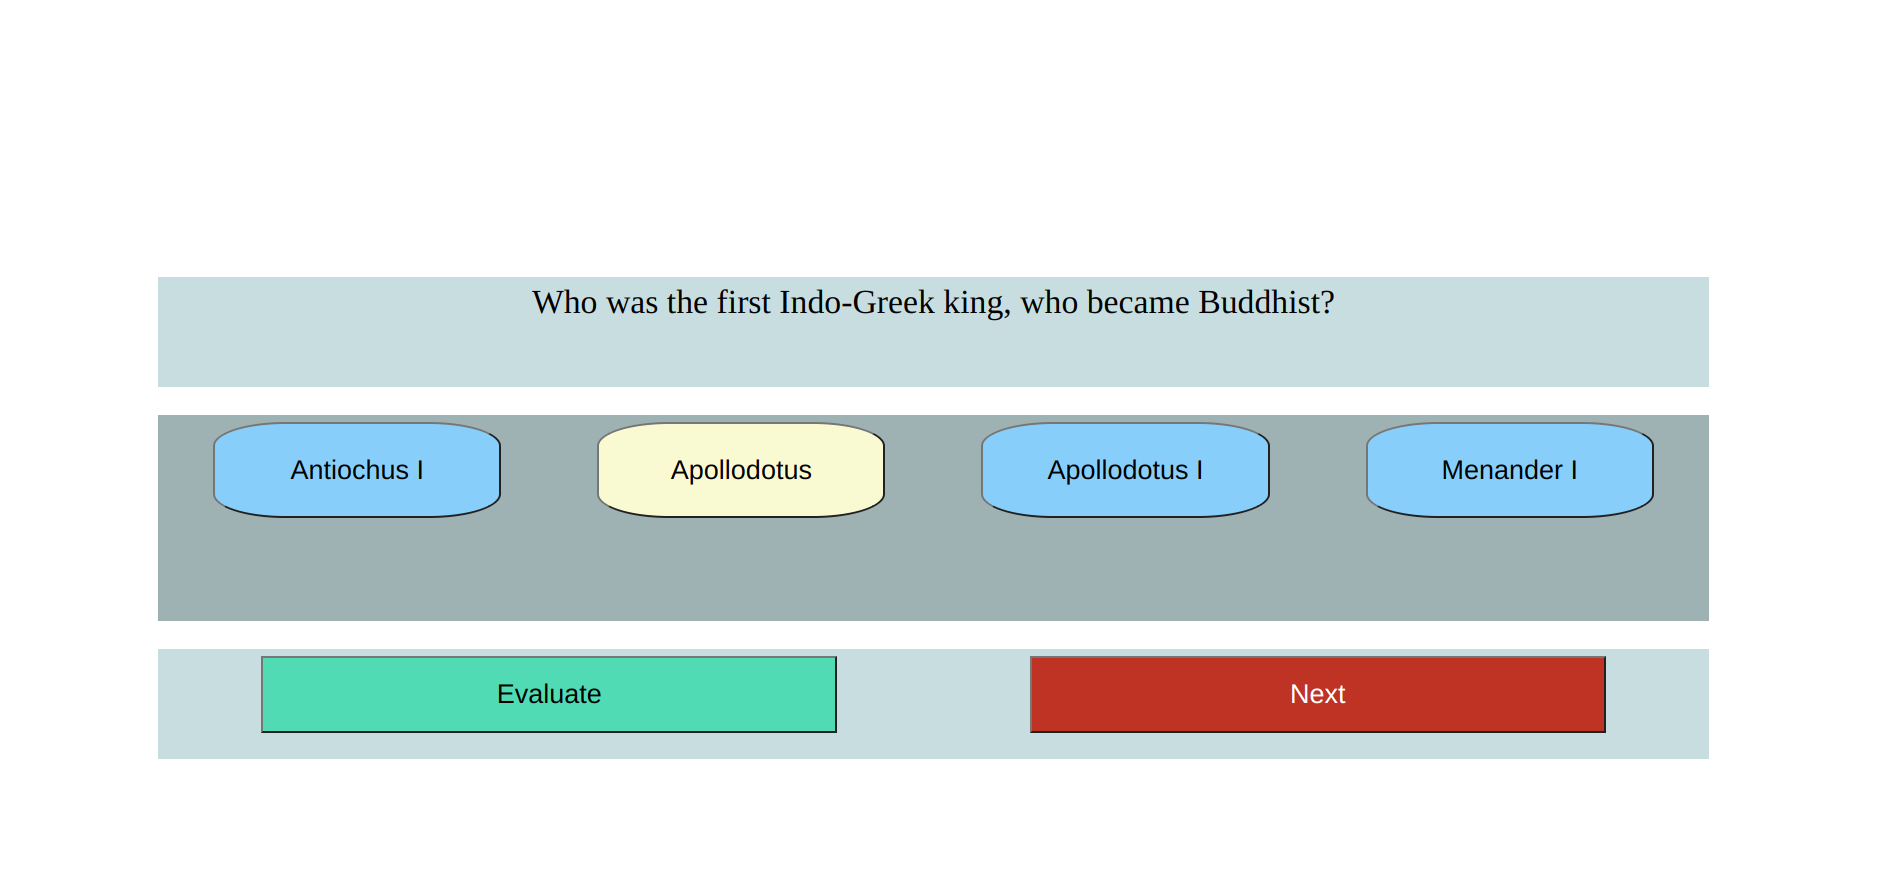 Who was the first Indo-Greek king, who became Buddhist?
Antiochus I
Apollodotus
Apollodotus I
Menander I
Evaluate
Next